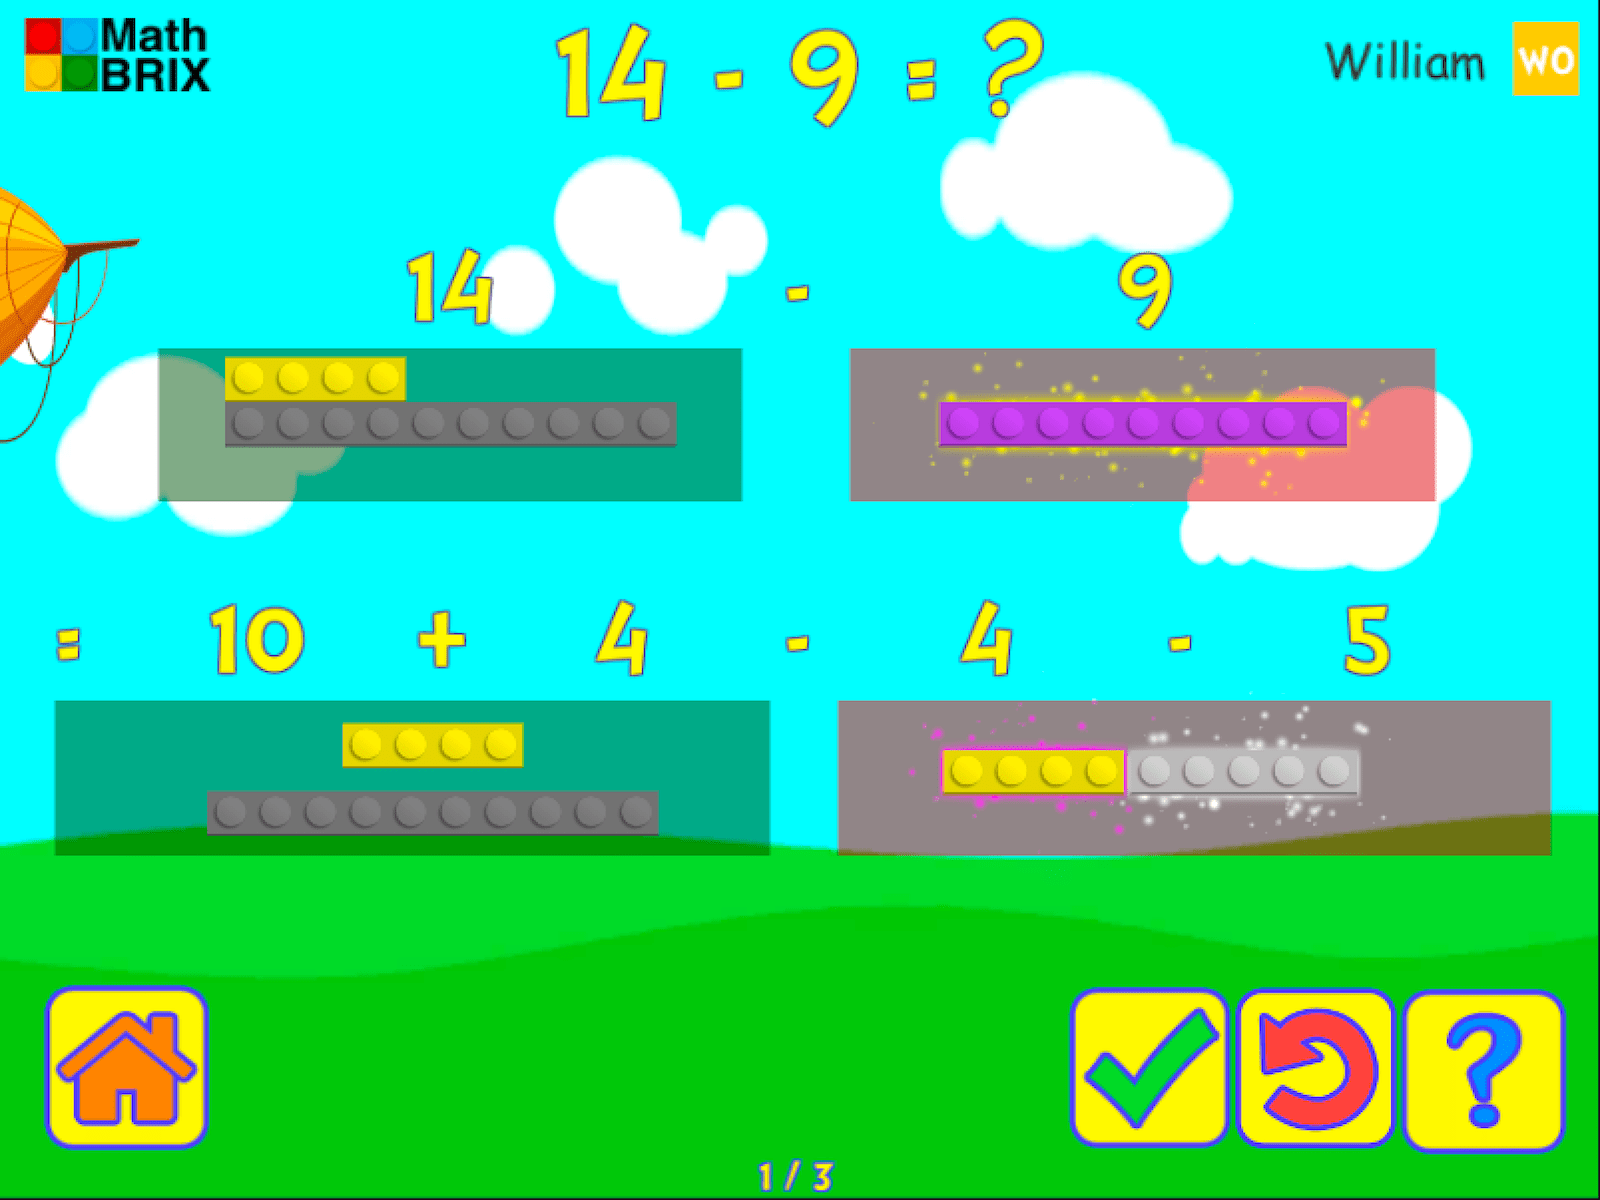 Math
BRIX
14 - 9 = ?
William
WO
14 - 9
= 10 + 4 - 4 - 5
?
1 / 3